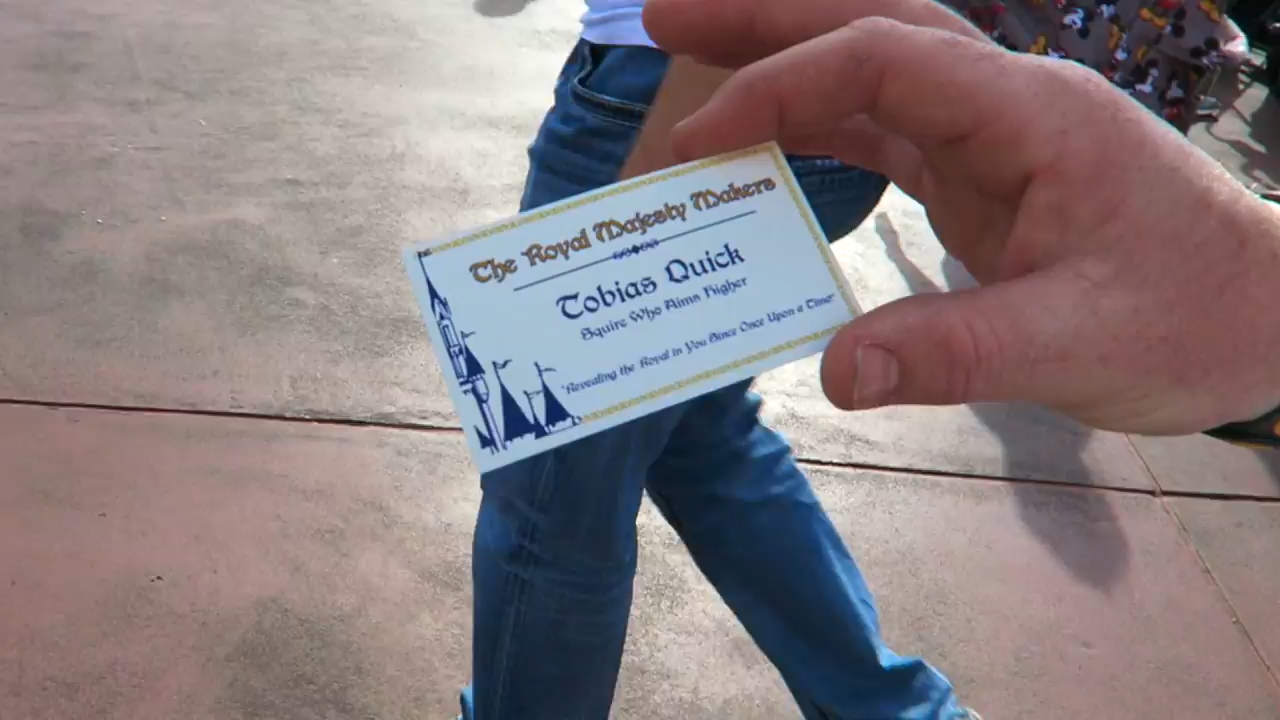 The Royal Majesty Makers
Tobias Quick
Squire Who Aims Higher
"Revealing the Royal in You Since Once Upon a Time"